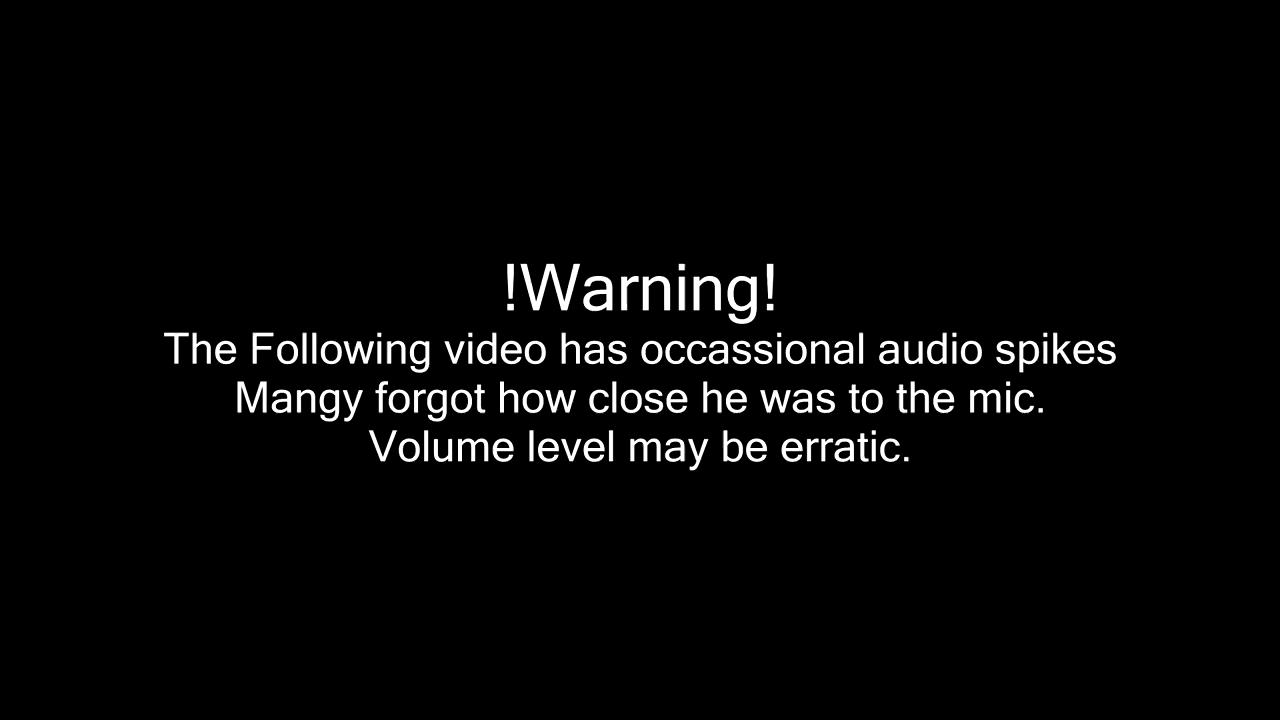 !Warning!
The Following video has occassional audio spikes
Mangy forgot how close he was to the mic.
Volume level may be erratic.